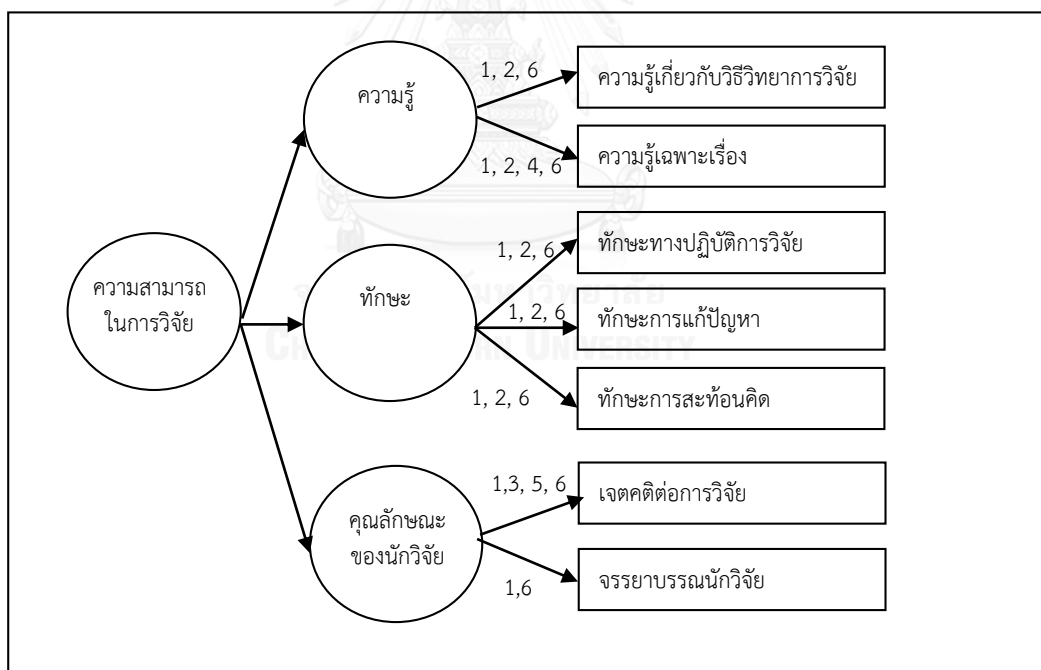 1, 2, 6
ความรู้
ความรู้เกี่ยวกับวิธีวิทยาการวิจัย
1, 2, 4, 6
ความรู้เฉพาะเรื่อง
ความสามารถ
ในการวิจัย
ทักษะ
1, 2, 6
ทักษะทางปฏิบัติการวิจัย
1, 2, 6
ทักษะการแก้ปัญหา
1, 2, 6
ทักษะการสะท้อนคิด
คุณลักษณะ
ของนักวิจัย
1,3, 5, 6
เจตคติต่อการวิจัย
1,6
จรรยาบรรณนักวิจัย
UNIVERSITY